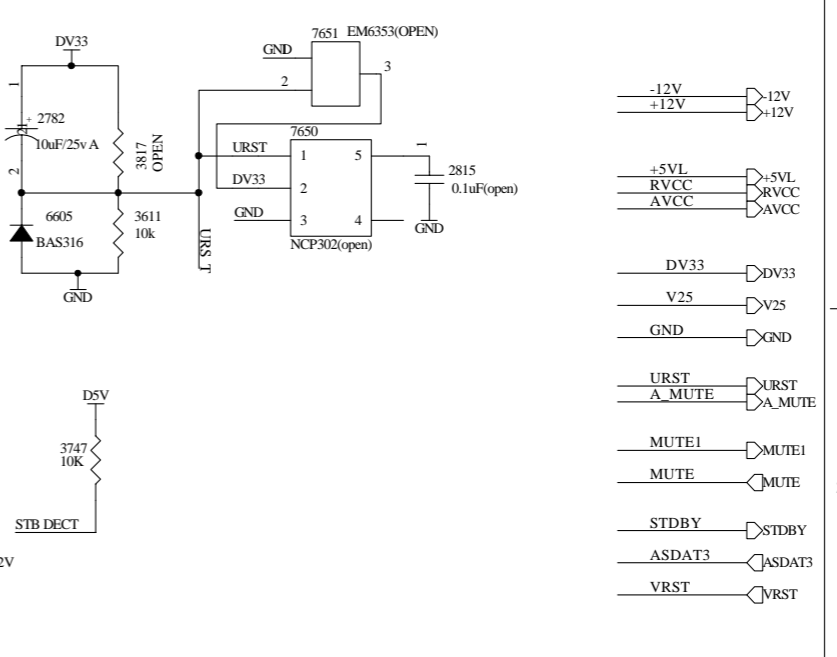 DV33
1
+ 2782
10uF/25v A
2
3817
OPEN
6605
BAS316
3611
10k
GND
URS_T
7651 EM6353(OPEN)
GND
2
3
7650
URST 1 5
DV33 2
GND 3 4
NCP302(open)
1
2815
0.1uF(open)
GND
D5V
3747
10K
STB DECT
2V
-12V -12V
+12V +12V
+5VL +5VL
RVCC RVCC
AVCC AVCC
DV33 DV33
V25 V25
GND GND
URST URST
A_MUTE A_MUTE
MUTE1 MUTE1
MUTE MUTE
STDBY STDBY
ASDAT3 ASDAT3
VRST VRST